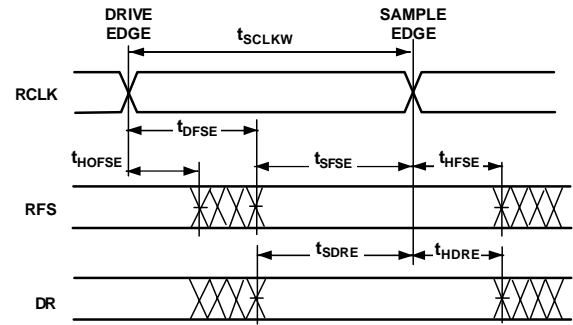 DRIVE EDGE
SAMPLE EDGE
tSCLKW
RCLK
tDFSE
tHOFSE
tSFSE
tHFSE
RFS
tSDRE
tHDRE
DR